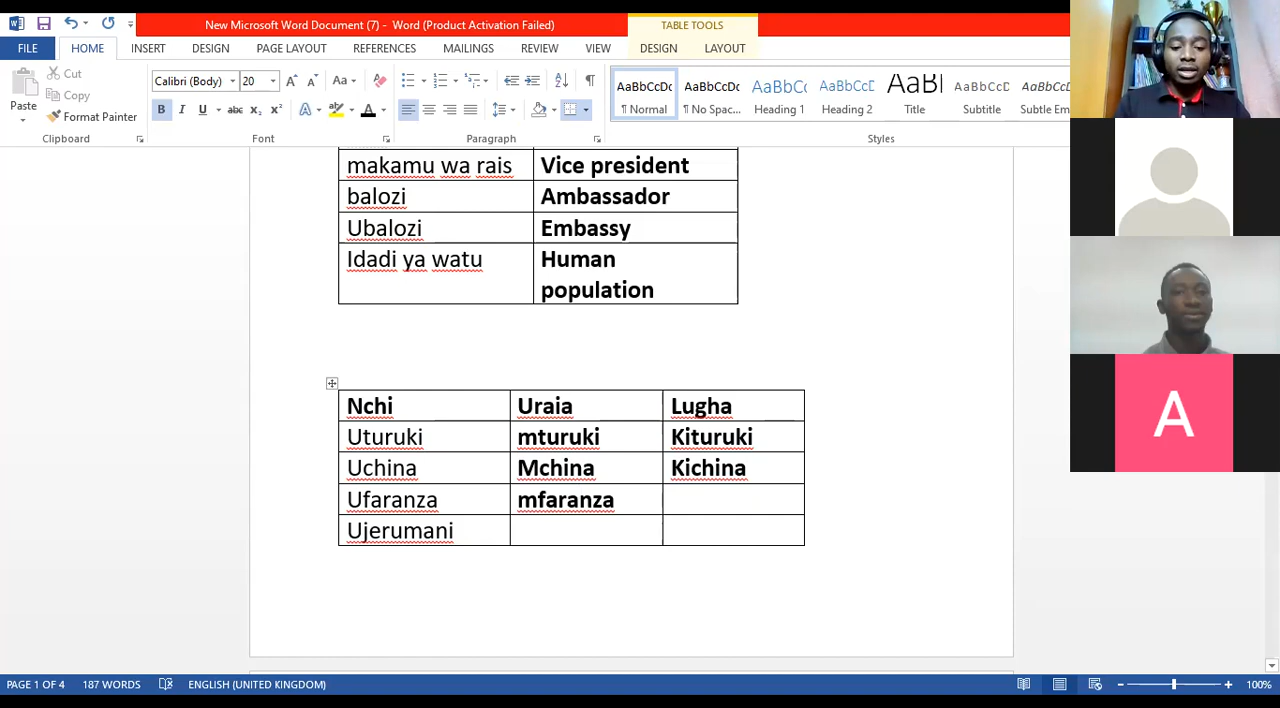 New Microsoft Word Document (7) - Word (Product Activation Failed)
TABLE TOOLS
FILE HOME INSERT DESIGN PAGE LAYOUT REFERENCES MAILINGS REVIEW VIEW DESIGN LAYOUT
Paste
Cut
Copy
Format Painter
Clipboard
Calibri (Body) 20
Font
Paragraph
AaBbCcDc AaBbCcDc AaBbC AaBbCcD AaBl AaBbCcD AaBbCcD
¶ Normal ¶ No Spac... Heading 1 Heading 2 Title Subtitle Subtle Em
Styles
makamu wa rais Vice president
balozi Ambassador
Ubalozi Embassy
Idadi ya watu Human
population
Nchi Uraia Lugha
Uturuki mturuki Kituruki
Uchina Mchina Kichina
Ufaranza mfaranza
Ujerumani
A
PAGE 1 OF 4 187 WORDS ENGLISH (UNITED KINGDOM) 100%